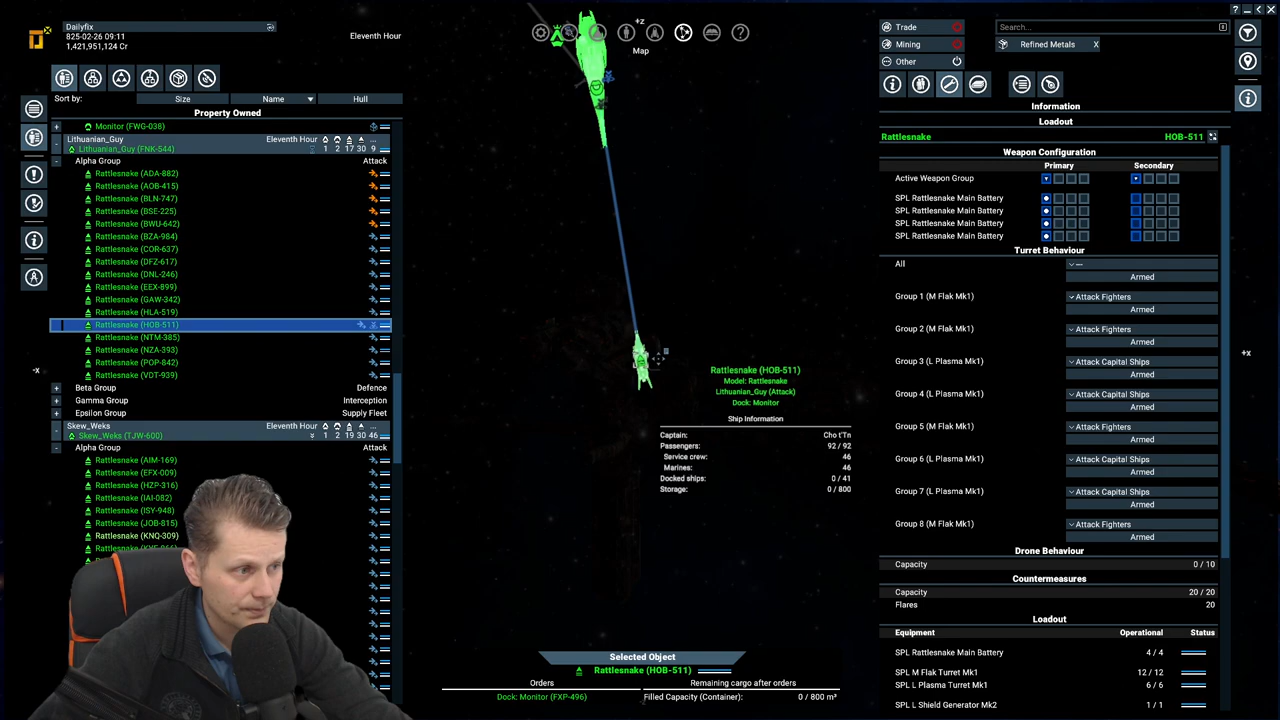 Dailyfix
825-02-26 09:11
1,421,951,124 Cr
Eleventh Hour
Sort by: Size Name Hull
Property Owned
+ Monitor (FWG-038)
Lithuanian_Guy Eleventh Hour
- Lithuanian_Guy (FNK-544) 1 2 17 30 9
- Alpha Group Attack
Rattlesnake (ADA-882)
Rattlesnake (AOB-415)
Rattlesnake (BLN-747)
Rattlesnake (BSE-225)
Rattlesnake (BWU-642)
Rattlesnake (BZA-984)
Rattlesnake (COR-637)
Rattlesnake (DFZ-617)
Rattlesnake (DNL-246)
Rattlesnake (EEX-899)
Rattlesnake (GAW-342)
Rattlesnake (HLA-519)
Rattlesnake (HOB-511)
Rattlesnake (NTM-385)
Rattlesnake (NZA-393)
Rattlesnake (POP-842)
Rattlesnake (VDT-939)
+ Beta Group Defence
+ Gamma Group Interception
+ Epsilon Group Supply Fleet
Skew_Weks Eleventh Hour
- Skew_Weks (TJW-600) 1 2 19 30 46
- Alpha Group Attack
Rattlesnake (AIM-169)
Rattlesnake (EFX-009)
Rattlesnake (HZP-316)
Rattlesnake (IAI-082)
Rattlesnake (ISY-948)
Rattlesnake (JOB-815)
Rattlesnake (KNQ-309)
+z
Map
-x
+x
Rattlesnake (HOB-511)
Model: Rattlesnake
Lithuanian_Guy (Attack)
Dock: Monitor
Ship Information
Captain: Cho t'Tn
Passengers: 92 / 92
Service crew: 46
Marines: 46
Docked ships: 0 / 41
Storage: 0 / 800
Selected Object
Rattlesnake (HOB-511)
Orders Remaining cargo after orders
Dock: Monitor (FXP-496) Filled Capacity (Container): 0 / 800 m³
Trade
Mining
Other
Search...
Refined Metals X
Information
Loadout
Rattlesnake HOB-511
Weapon Configuration
Primary Secondary
Active Weapon Group
SPL Rattlesnake Main Battery
SPL Rattlesnake Main Battery
SPL Rattlesnake Main Battery
SPL Rattlesnake Main Battery
Turret Behaviour
All ---
Armed
Group 1 (M Flak Mk1) Attack Fighters
Armed
Group 2 (M Flak Mk1) Attack Fighters
Armed
Group 3 (L Plasma Mk1) Attack Capital Ships
Armed
Group 4 (L Plasma Mk1) Attack Capital Ships
Armed
Group 5 (M Flak Mk1) Attack Fighters
Armed
Group 6 (L Plasma Mk1) Attack Capital Ships
Armed
Group 7 (L Plasma Mk1) Attack Capital Ships
Armed
Group 8 (M Flak Mk1) Attack Fighters
Armed
Drone Behaviour
Capacity 0 / 10
Countermeasures
Capacity 20 / 20
Flares 20
Loadout
Equipment Operational Status
SPL Rattlesnake Main Battery 4 / 4
SPL M Flak Turret Mk1 12 / 12
SPL L Plasma Turret Mk1 6 / 6
SPL L Shield Generator Mk2 1 / 1